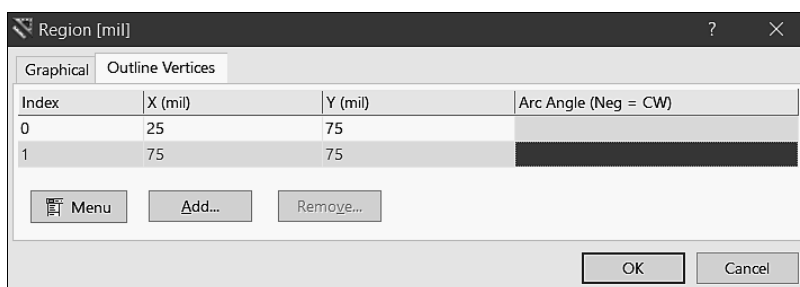 Region [mil] ?
Graphical Outline Vertices
Index X (mil) Y (mil) Arc Angle (Neg = CW)
0 25 75
1 75 75
Menu Add... Remove...
OK Cancel